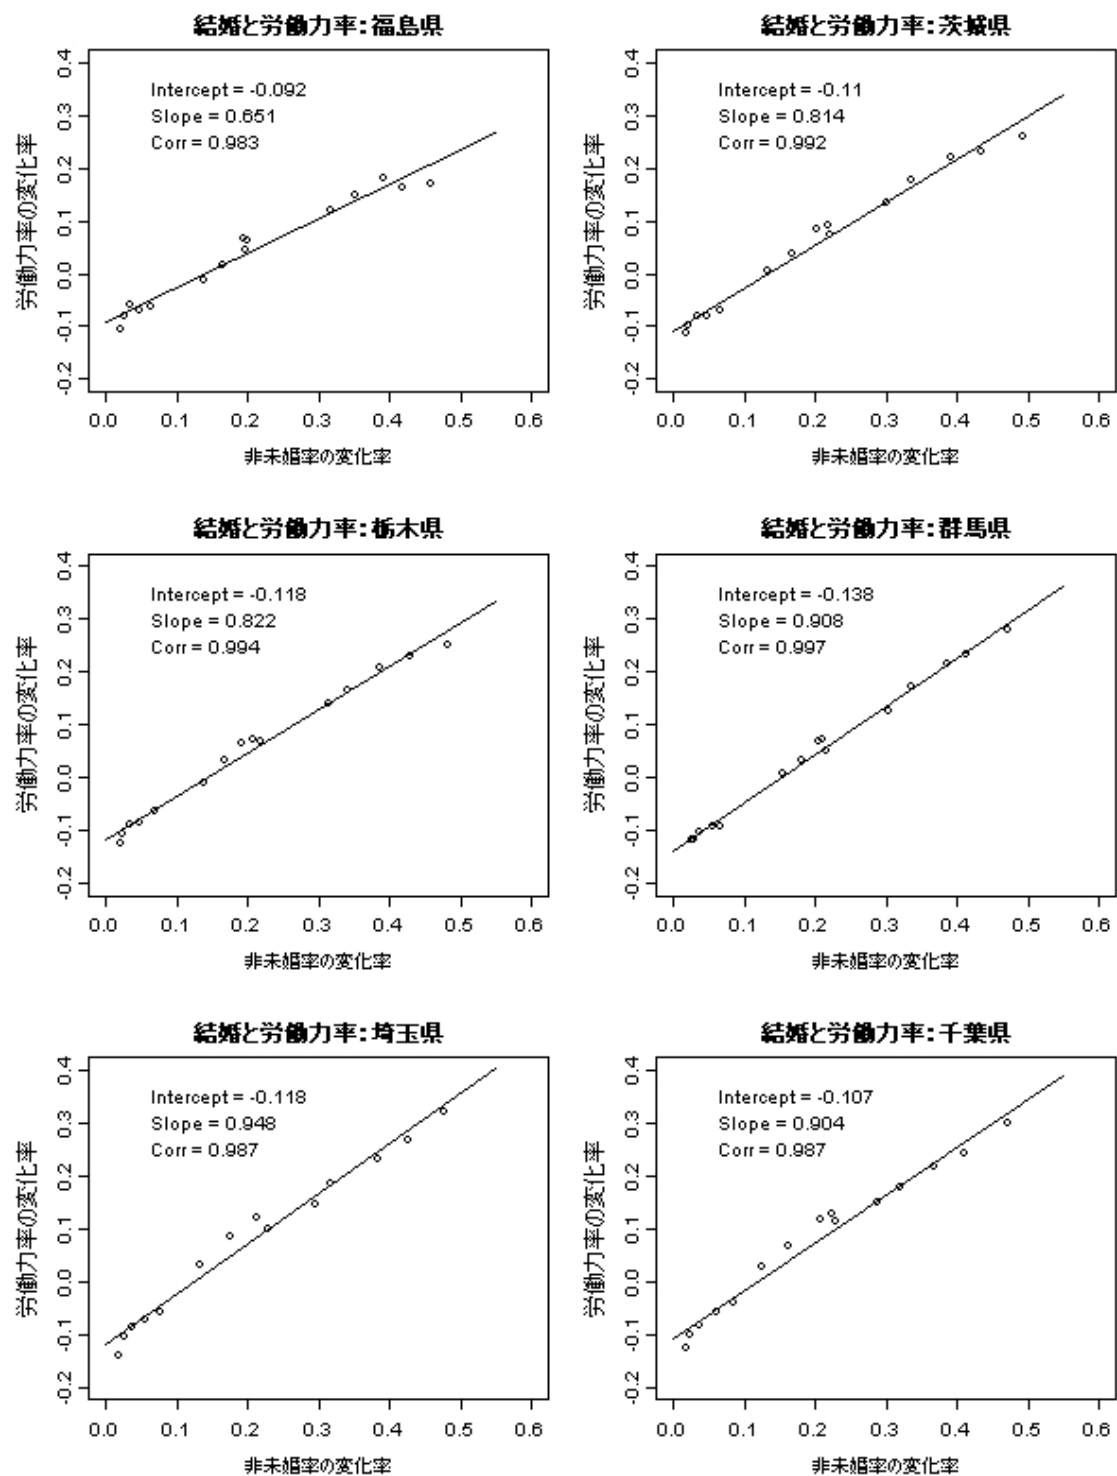 結婚と労働力率:福島県
Intercept = -0.092
Slope = 0.651
Corr = 0.983
労働力率の変化率
0.4
0.3
0.2
0.1
0.0
-0.1
-0.2
0.0 0.1 0.2 0.3 0.4 0.5 0.6
非未婚率の変化率
結婚と労働力率:茨城県
Intercept = -0.11
Slope = 0.814
Corr = 0.992
労働力率の変化率
0.4
0.3
0.2
0.1
0.0
-0.1
-0.2
0.0 0.1 0.2 0.3 0.4 0.5 0.6
非未婚率の変化率
結婚と労働力率:栃木県
Intercept = -0.118
Slope = 0.822
Corr = 0.994
労働力率の変化率
0.4
0.3
0.2
0.1
0.0
-0.1
-0.2
0.0 0.1 0.2 0.3 0.4 0.5 0.6
非未婚率の変化率
結婚と労働力率:群馬県
Intercept = -0.138
Slope = 0.908
Corr = 0.997
労働力率の変化率
0.4
0.3
0.2
0.1
0.0
-0.1
-0.2
0.0 0.1 0.2 0.3 0.4 0.5 0.6
非未婚率の変化率
結婚と労働力率:埼玉県
Intercept = -0.118
Slope = 0.948
Corr = 0.987
労働力率の変化率
0.4
0.3
0.2
0.1
0.0
-0.1
-0.2
0.0 0.1 0.2 0.3 0.4 0.5 0.6
非未婚率の変化率
結婚と労働力率:千葉県
Intercept = -0.107
Slope = 0.904
Corr = 0.987
労働力率の変化率
0.4
0.3
0.2
0.1
0.0
-0.1
-0.2
0.0 0.1 0.2 0.3 0.4 0.5 0.6
非未婚率の変化率